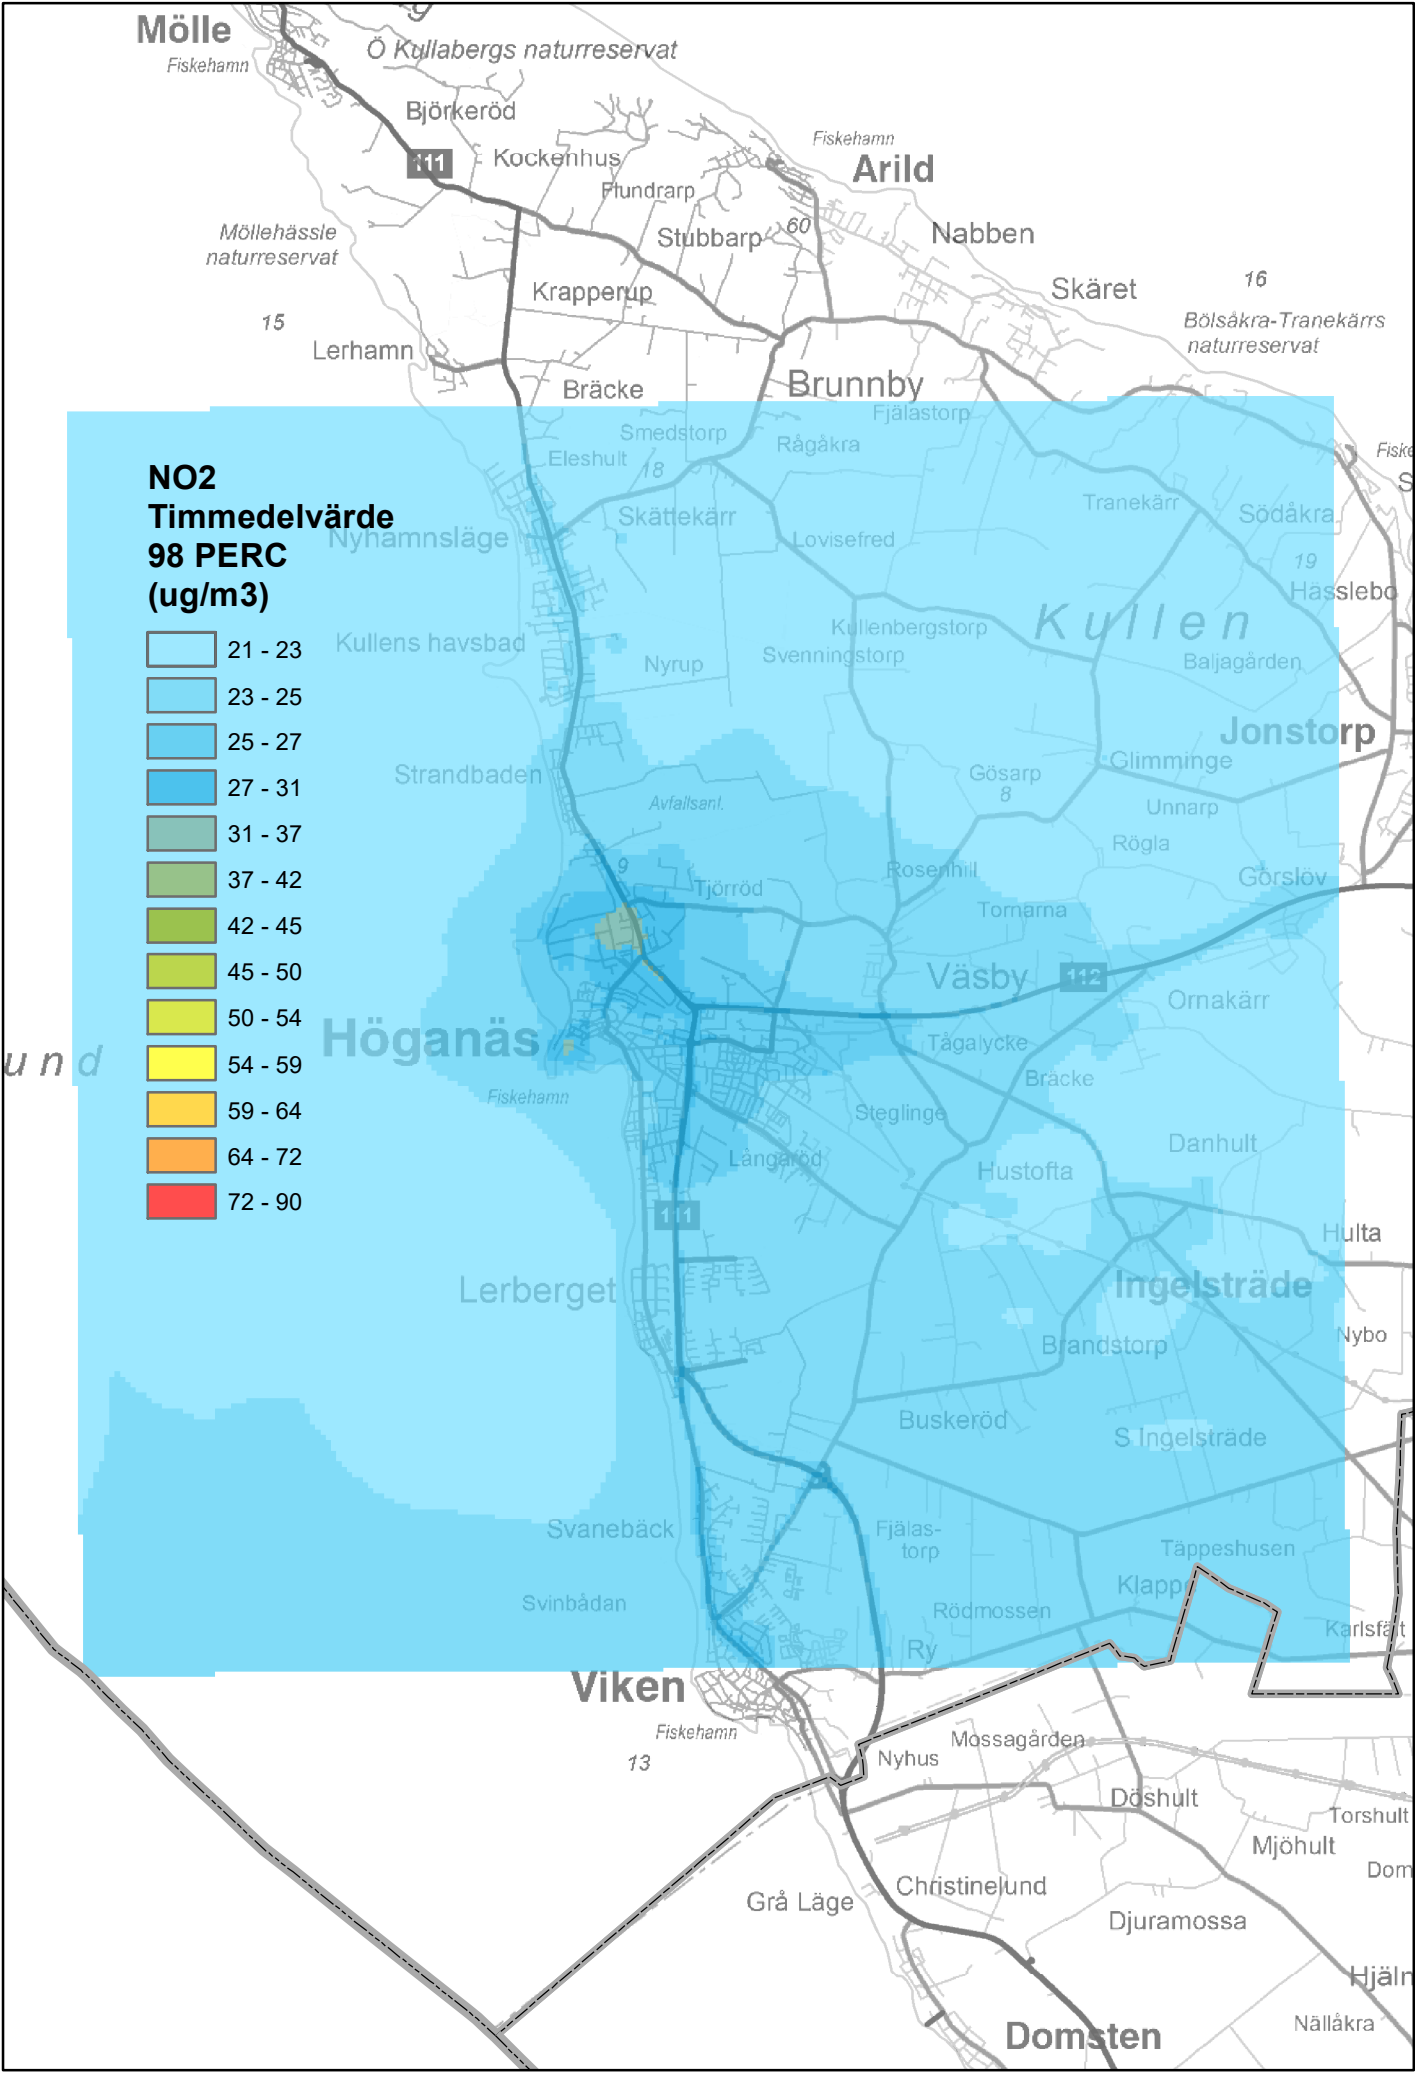 Mölle
Fiskehamn
Ö Kullabergs naturreservat
Björkeröd
111
Kockenhus
Flundrarp
Fiskehamn
Arild
Möllehässle
naturreservat
Stubbarp
60
Nabben
Krapperup
Skäret
16
15
Bölsåkra-Tranekärrs
naturreservat
Lerhamn
Bräcke
Brunnby
Fjälastorp
Smedstorp
Rågåkra
Eleshult
18
Fiske
S
NO2
Timmedelvärde
98 PERC
(ug/m3)
21 - 23
23 - 25
25 - 27
27 - 31
31 - 37
37 - 42
42 - 45
45 - 50
50 - 54
54 - 59
59 - 64
64 - 72
72 - 90
Skättekärr
Tranekärr
Södåkra
Nyhamnsläge
Lovisefred
19
Hässlebo
Kullen
Kullens havsbad
Kullenbergstorp
Svenningstorp
Nyrup
Baljagården
Jonstorp
Strandbaden
Glimminge
Gösarp
8
Avfallsanl.
Unnarp
Rögla
9
Tjörröd
Rosenhill
Görslöv
Tornarna
Väsby
112
Ornakärr
Höganäs
und
Tågalycke
Bräcke
Fiskehamn
Steglinge
Danhult
Långaröd
Hustofta
111
Hulta
Lerberget
Ingelsträde
Nybo
Brandstorp
Buskeröd
S Ingelsträde
Svanebäck
Fjälas-
torp
Täppeshusen
Klappe
Svinbådan
Rödmossen
Karlsfält
Ry
Viken
Fiskehamn
13
Nyhus
Mossagården
Döshult
Torshult
Mjöhult
Dom
Christinelund
Grå Läge
Djuramossa
Hjäln
Nällåkra
Domsten